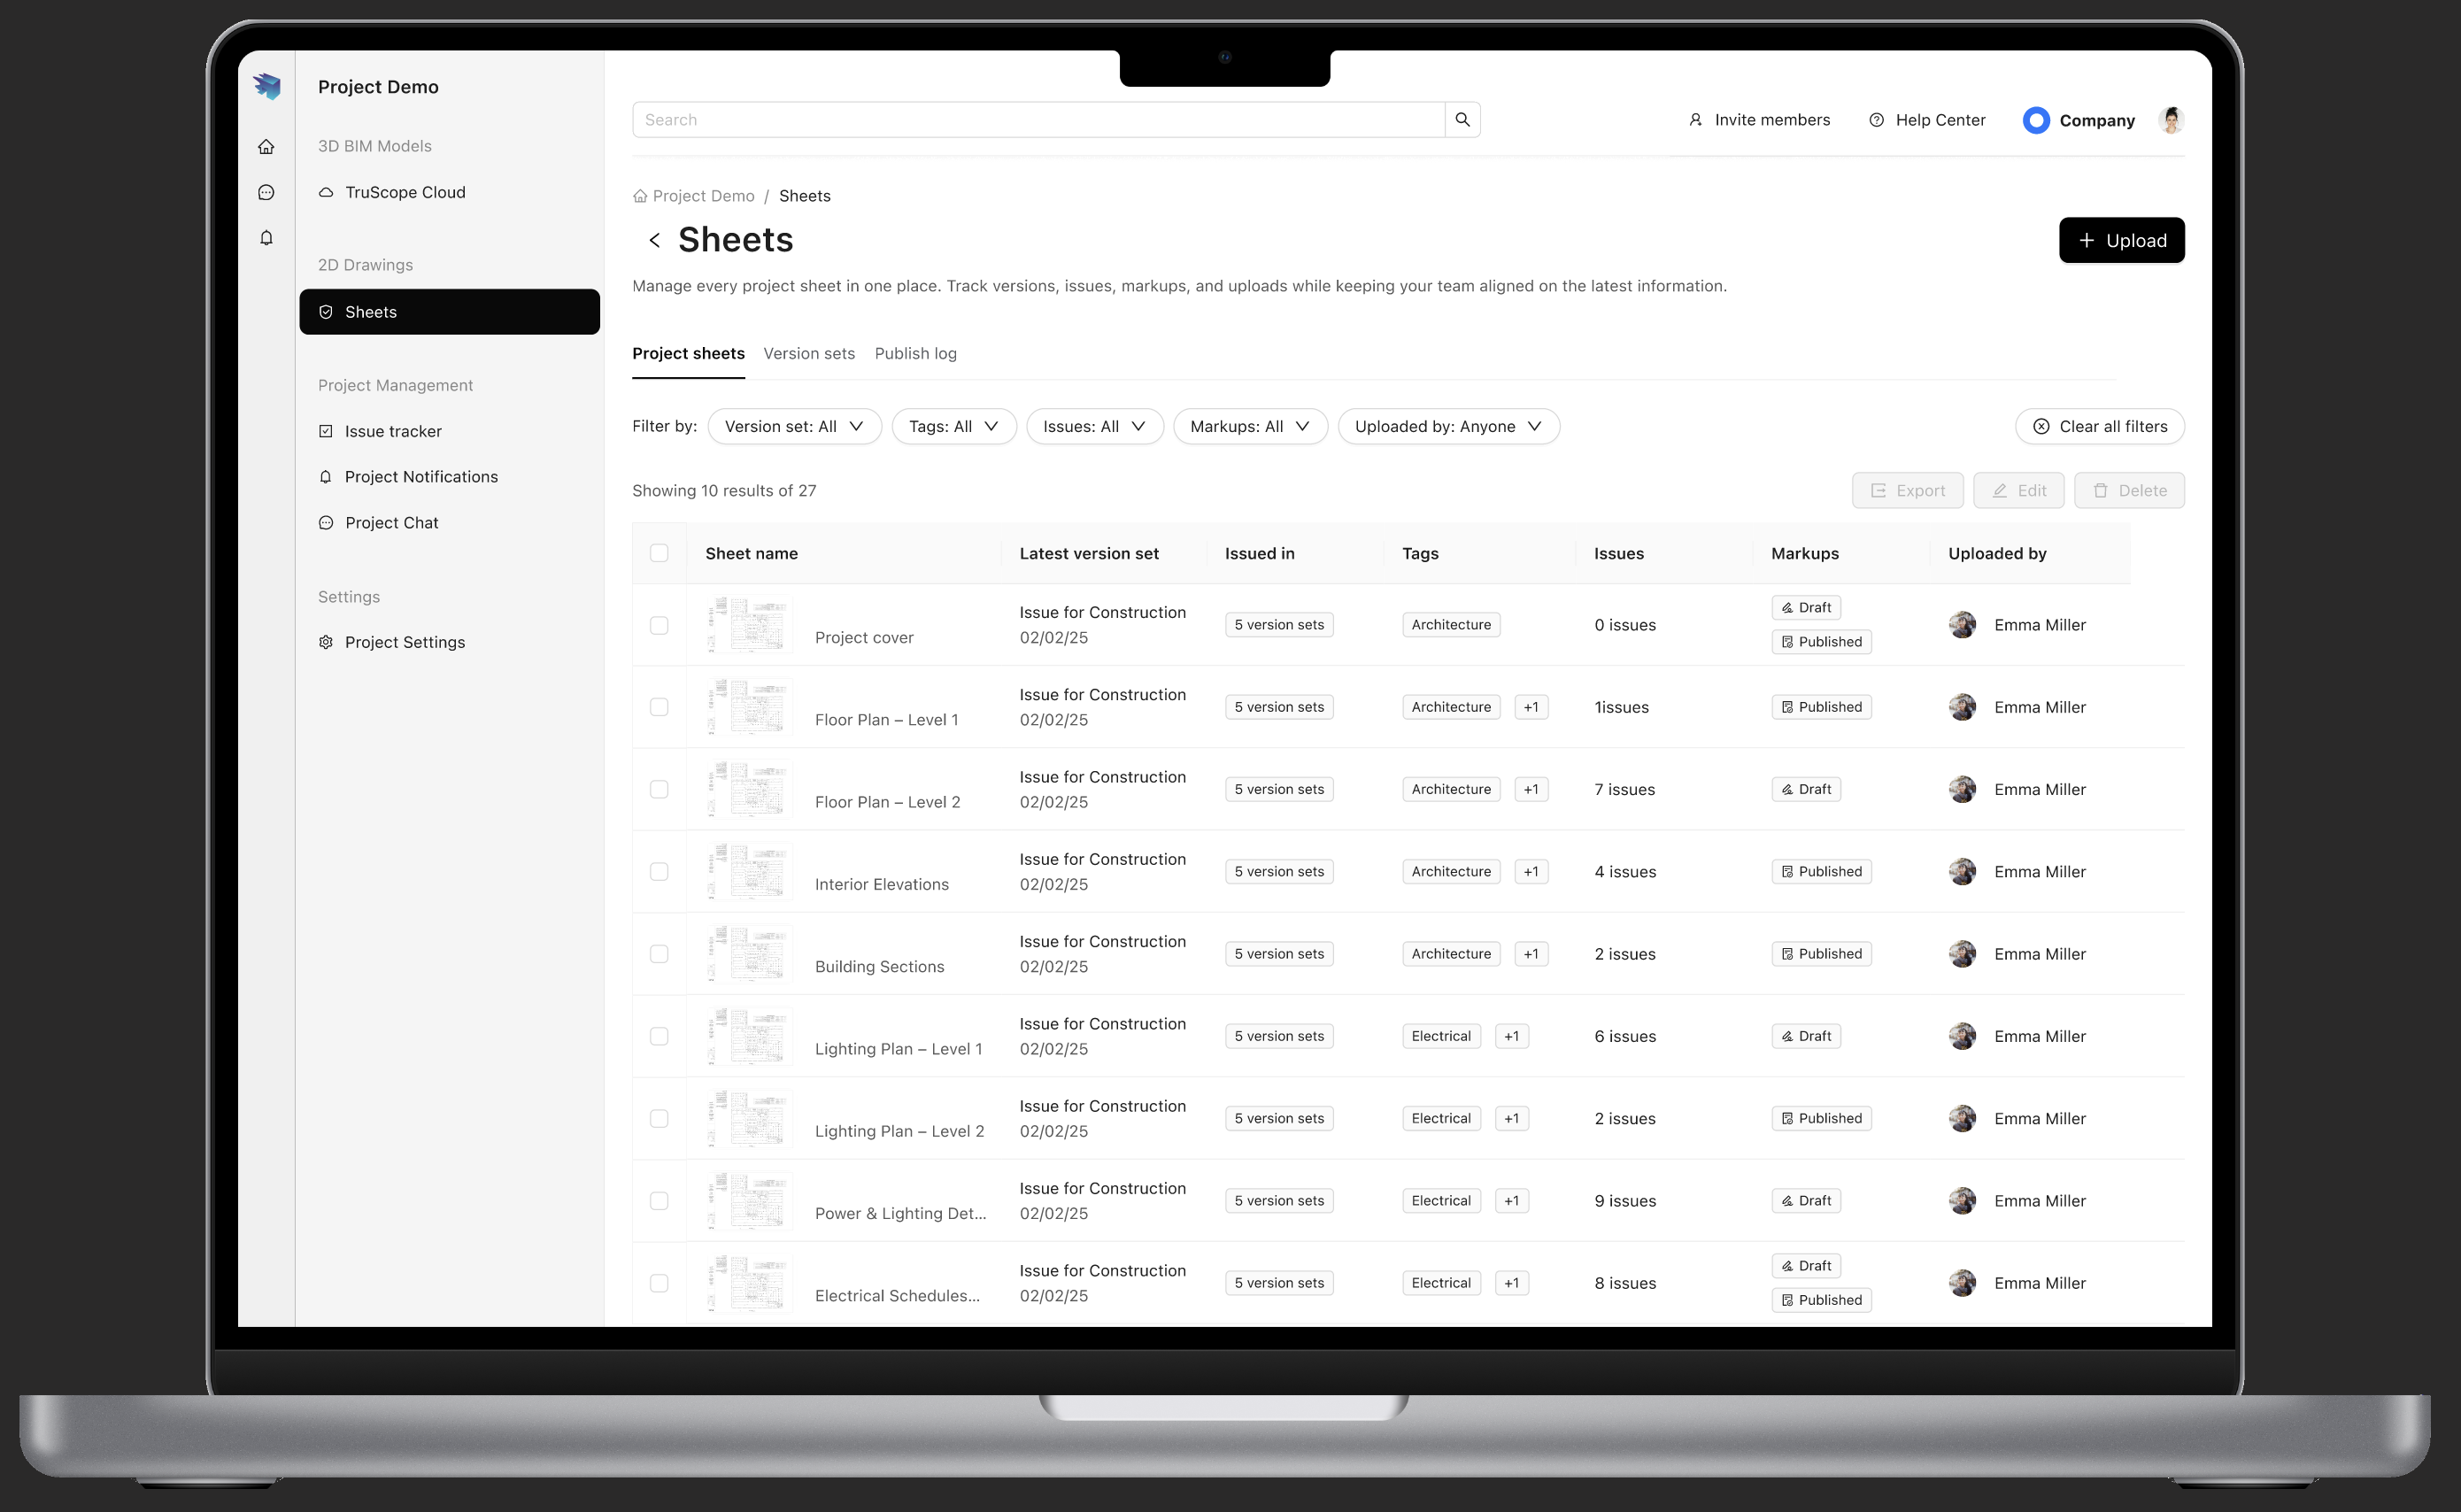 Project Demo
3D BIM Models
TruScope Cloud
2D Drawings
Sheets
Project Management
Issue tracker
Project Notifications
Project Chat
Settings
Project Settings
Search
Invite members
Help Center
Company
Project Demo / Sheets
Sheets
Upload
Manage every project sheet in one place. Track versions, issues, markups, and uploads while keeping your team aligned on the latest information.
Project sheets Version sets Publish log
Filter by: Version set: All Tags: All Issues: All Markups: All Uploaded by: Anyone Clear all filters
Showing 10 results of 27 Export Edit Delete
Sheet name Latest version set Issued in Tags Issues Markups Uploaded by
Project cover Issue for Construction 02/02/25 5 version sets Architecture 0 issues Draft Published Emma Miller
Floor Plan – Level 1 Issue for Construction 02/02/25 5 version sets Architecture +1 1issues Published Emma Miller
Floor Plan – Level 2 Issue for Construction 02/02/25 5 version sets Architecture +1 7 issues Draft Emma Miller
Interior Elevations Issue for Construction 02/02/25 5 version sets Architecture +1 4 issues Published Emma Miller
Building Sections Issue for Construction 02/02/25 5 version sets Architecture +1 2 issues Published Emma Miller
Lighting Plan – Level 1 Issue for Construction 02/02/25 5 version sets Electrical +1 6 issues Draft Emma Miller
Lighting Plan – Level 2 Issue for Construction 02/02/25 5 version sets Electrical +1 2 issues Published Emma Miller
Power & Lighting Det... Issue for Construction 02/02/25 5 version sets Electrical +1 9 issues Draft Emma Miller
Electrical Schedules... Issue for Construction 02/02/25 5 version sets Electrical +1 8 issues Draft Published Emma Miller